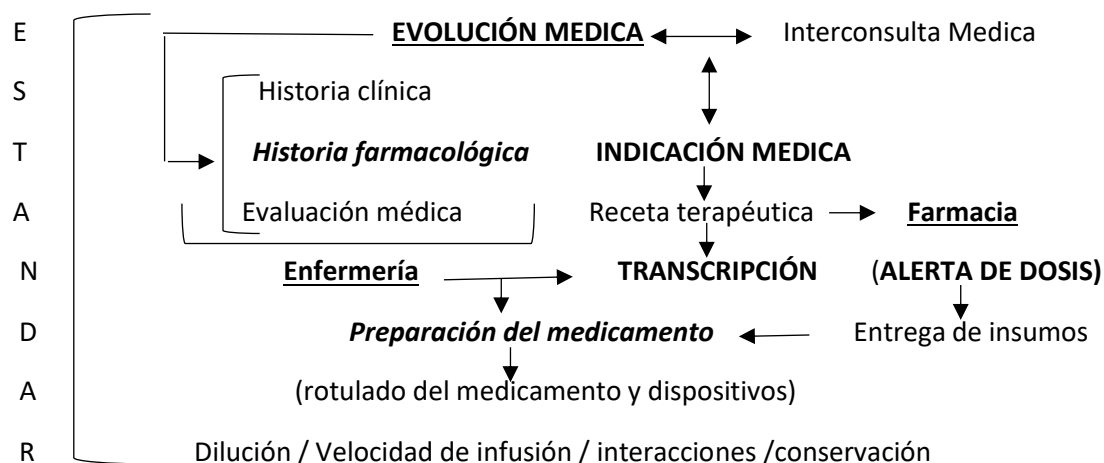 E EVOLUCIÓN MEDICA Interconsulta Medica
S Historia clínica
T Historia farmacológica INDICACIÓN MEDICA
A Evaluación médica Receta terapéutica Farmacia
N Enfermería TRANSCRIPCIÓN (ALERTA DE DOSIS)
D Preparación del medicamento Entrega de insumos
A (rotulado del medicamento y dispositivos)
R Dilución / Velocidad de infusión / interacciones /conservación